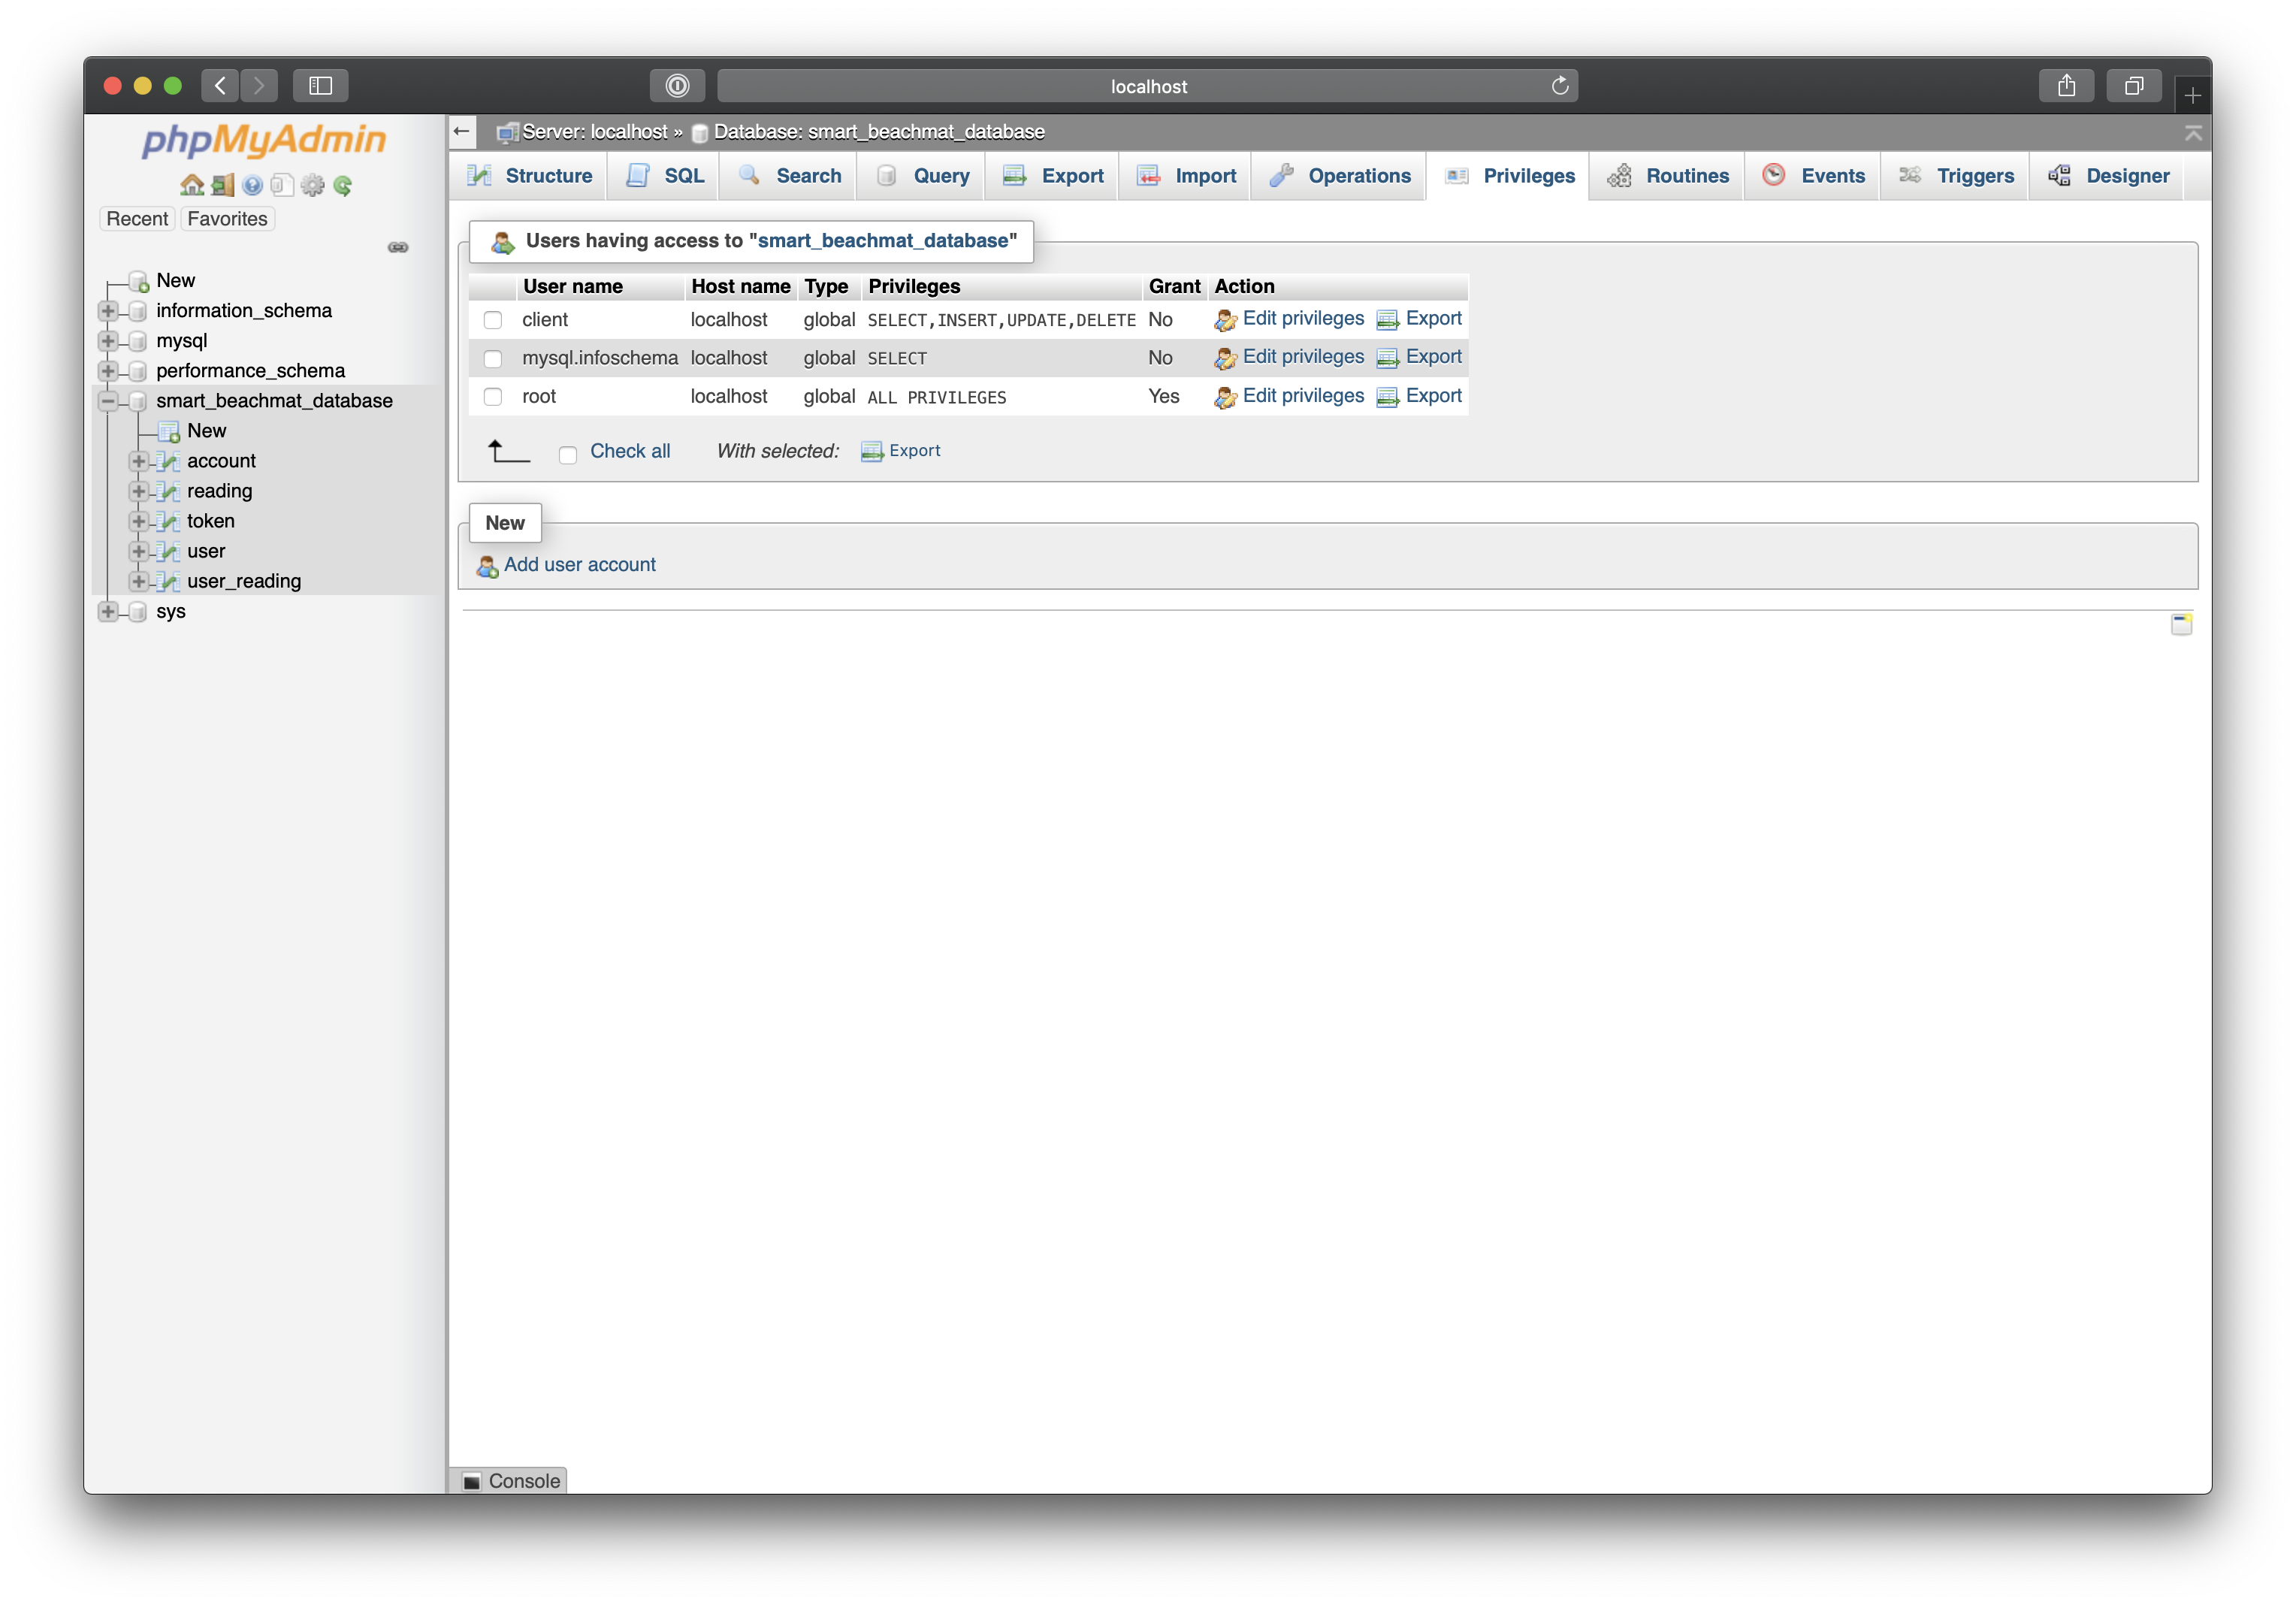 localhost
phpMyAdmin
Recent Favorites
New
information_schema
mysql
performance_schema
smart_beachmat_database
New
account
reading
token
user
user_reading
sys
Server: localhost » Database: smart_beachmat_database
Structure SQL Search Query Export Import Operations Privileges Routines Events Triggers Designer
Users having access to "smart_beachmat_database"
User name Host name Type Privileges Grant Action
client localhost global SELECT,INSERT,UPDATE,DELETE No Edit privileges Export
mysql.infoschema localhost global SELECT No Edit privileges Export
root localhost global ALL PRIVILEGES Yes Edit privileges Export
Check all With selected: Export
New
Add user account
Console